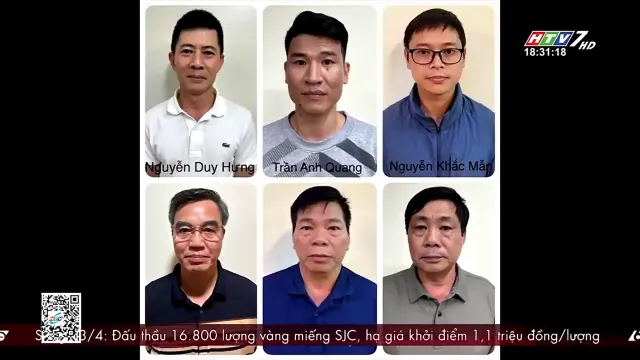 HTV7 HD
18:31:18
Nguyễn Duy Hưng
Trần Anh Quang
Nguyễn Khắc Mẫn
3/4: Đấu thầu 16.800 lượng vàng miếng SJC, hạ giá khởi điểm 1,1 triệu đồng/lượng